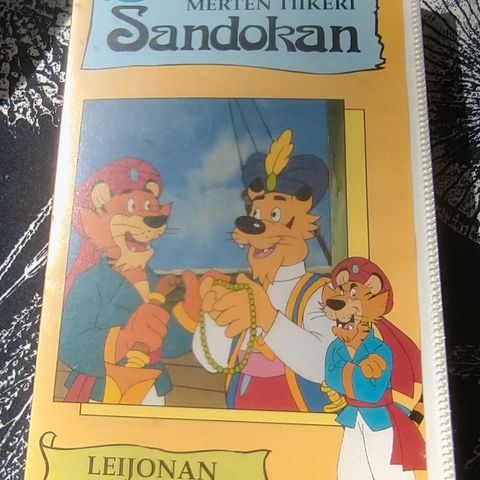 MERTEN TIIKERI
Sandokan
LEIJONAN